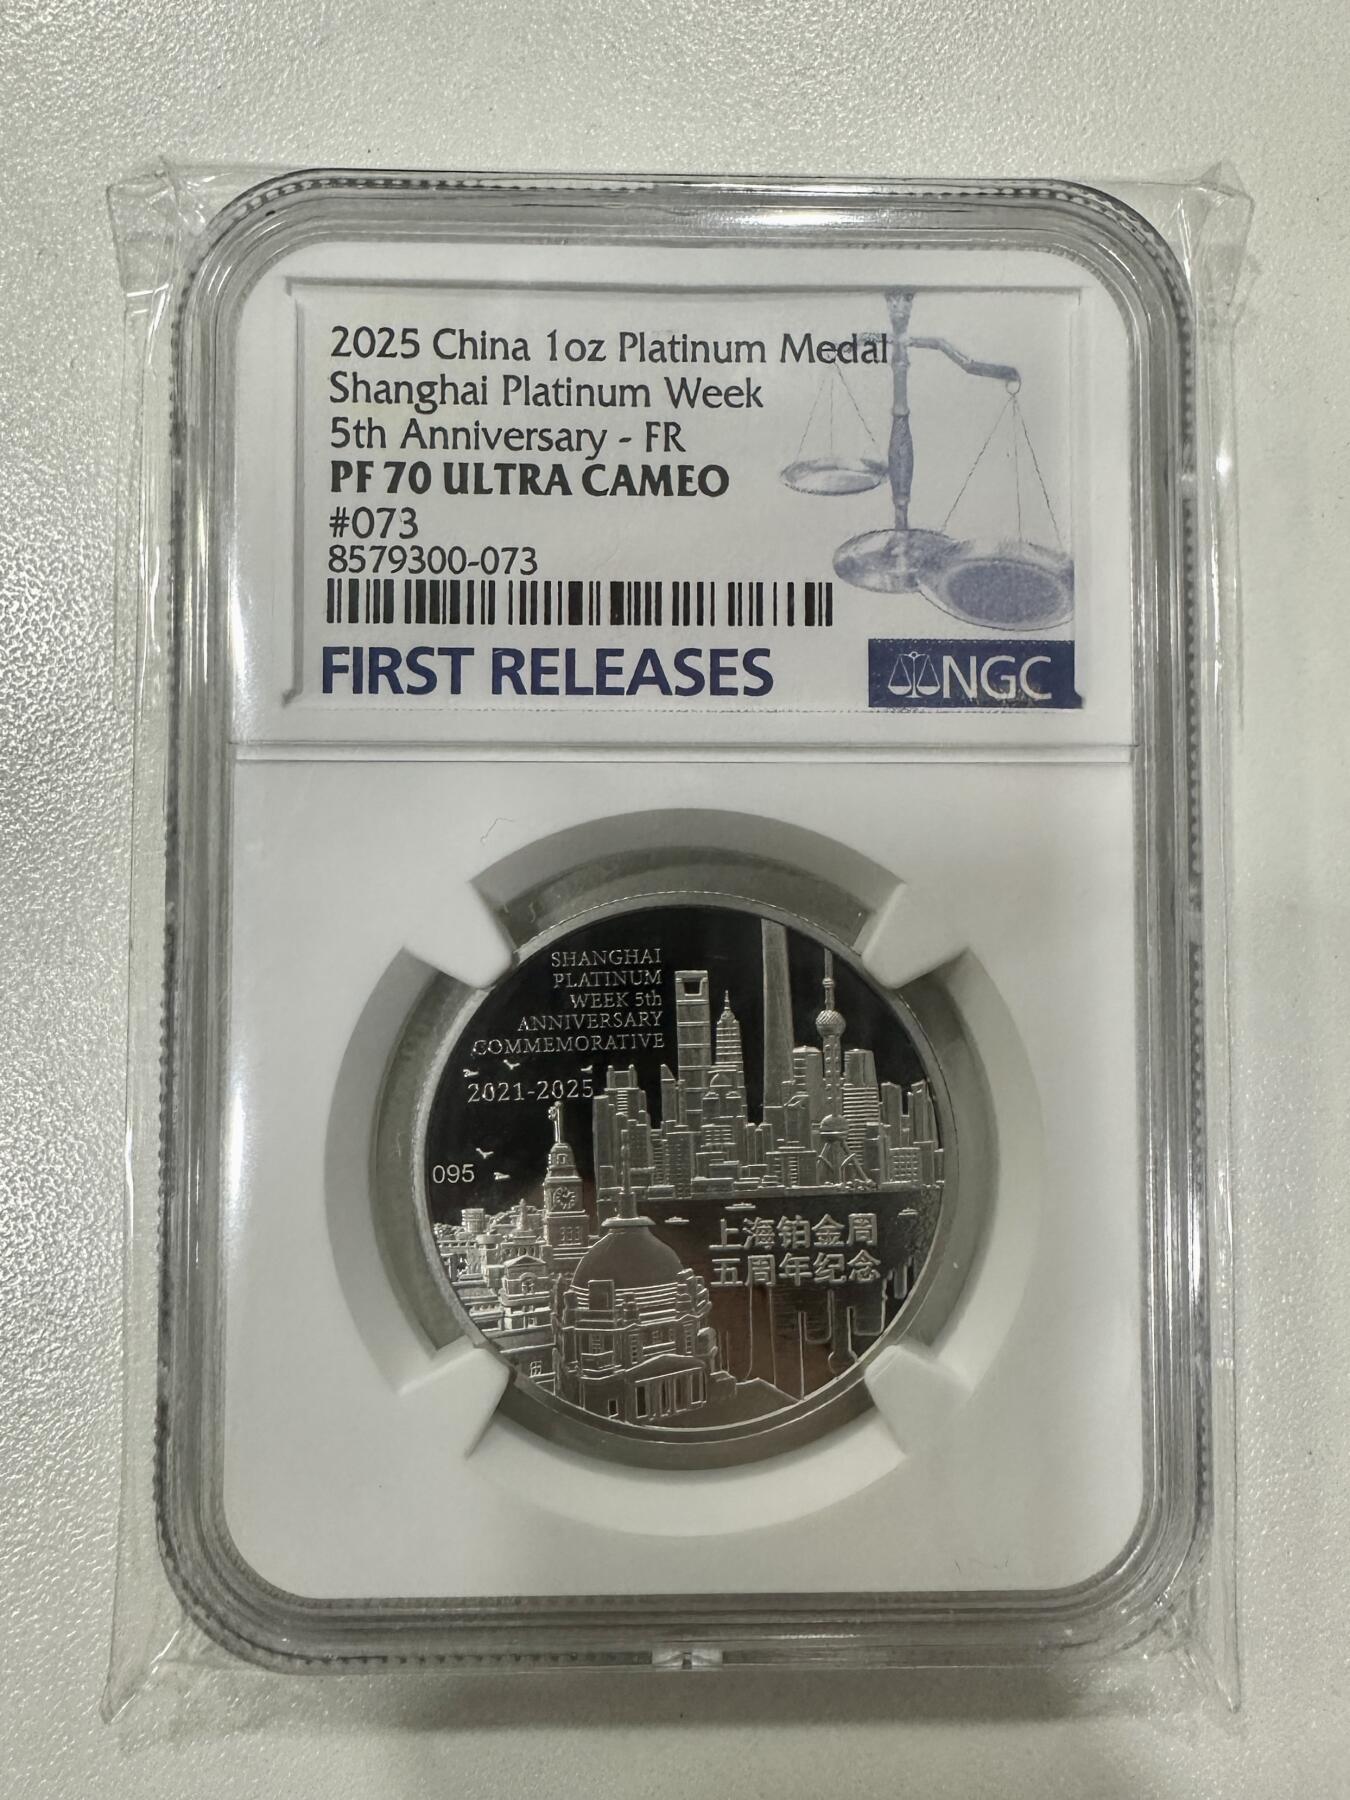 2025 China 1oz Platinum Medal
Shanghai Platinum Week
5th Anniversary - FR
PF 70 ULTRA CAMEO
#073
8579300-073
FIRST RELEASES
NGC
SHANGHAI
PLATINUM
WEEK 5th
ANNIVERSARY
COMMEMORATIVE
2021-2025
095
上海铂金周
五周年纪念